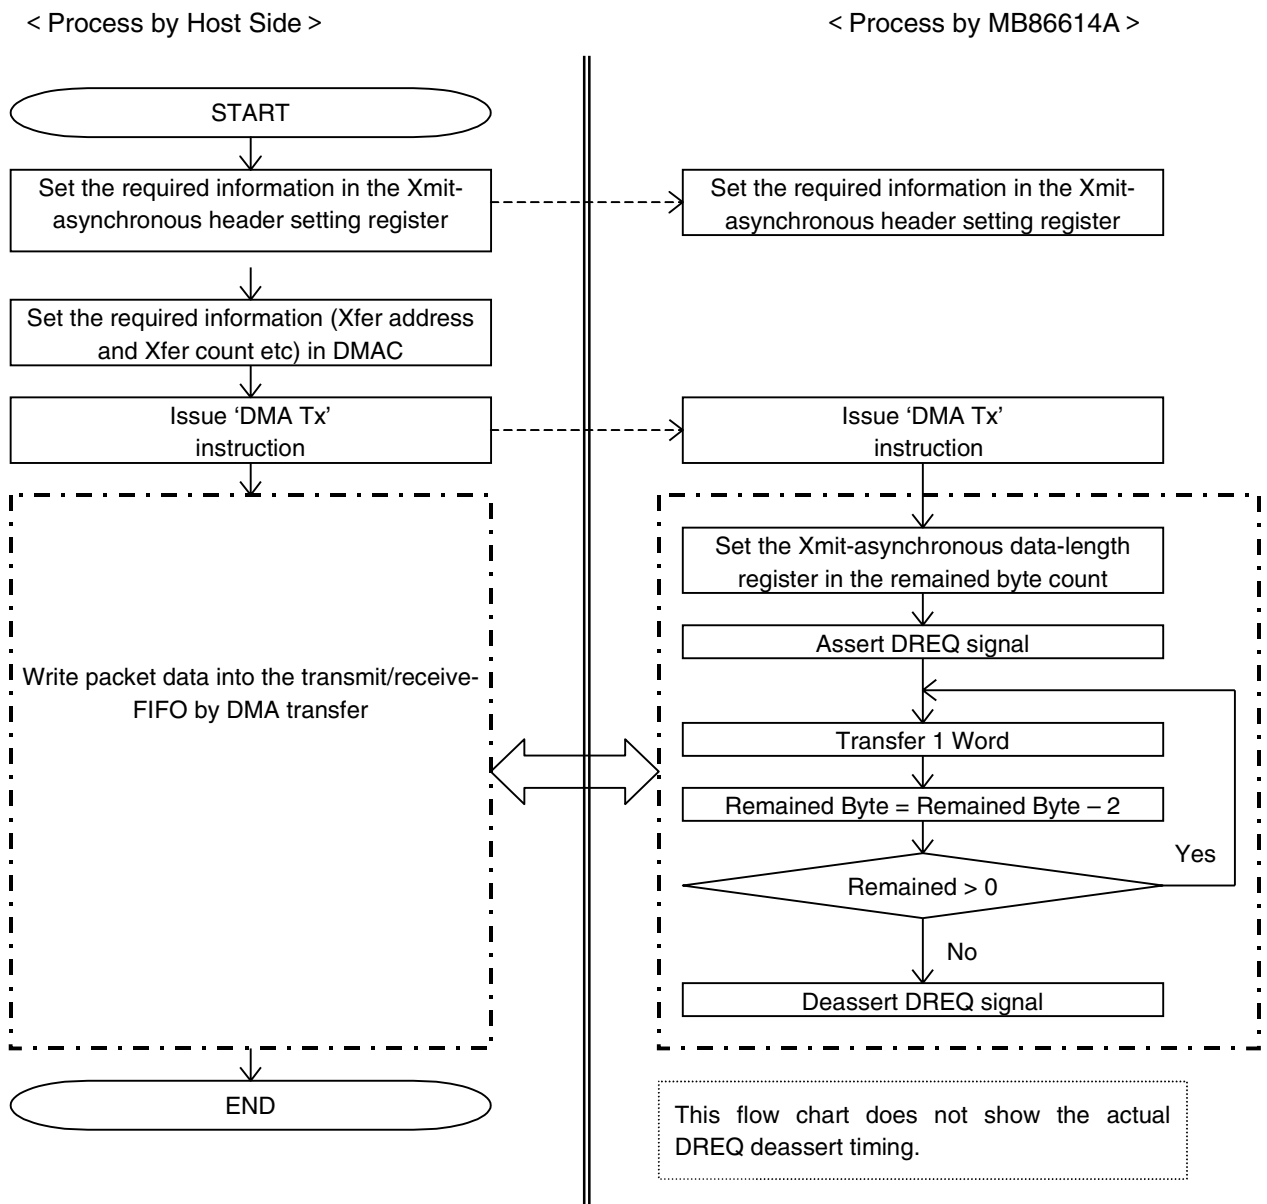 < Process by Host Side >
< Process by MB86614A >
START
Set the required information in the Xmit-
asynchronous header setting register
Set the required information in the Xmit-
asynchronous header setting register
Set the required information (Xfer address
and Xfer count etc) in DMAC
Issue ‘DMA Tx’
instruction
Issue ‘DMA Tx’
instruction
Write packet data into the transmit/receive-
FIFO by DMA transfer
Set the Xmit-asynchronous data-length
register in the remained byte count
Assert DREQ signal
Transfer 1 Word
Remained Byte = Remained Byte – 2
Yes
Remained > 0
No
Deassert DREQ signal
END
This flow chart does not show the actual
DREQ deassert timing.